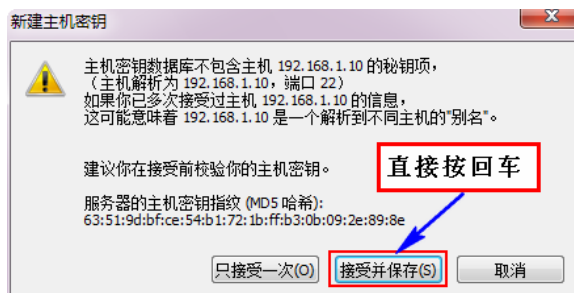 新建主机密钥
主机密钥数据库不包含主机 192.168.1.10 的秘钥项，
（主机解析为 192.168.1.10，端口 22）
如果你已多次接受过主机 192.168.1.10 的信息，
这可能意味着 192.168.1.10 是一个解析到不同主机的"别名"。
建议你在接受前校验你的主机密钥。
直接按回车
服务器的主机密钥指纹 (MD5 哈希):
63:51:9d:bf:ce:54:b1:72:1b:ff:b3:0b:09:2e:89:8e
只接受一次(O) 接受并保存(S) 取消